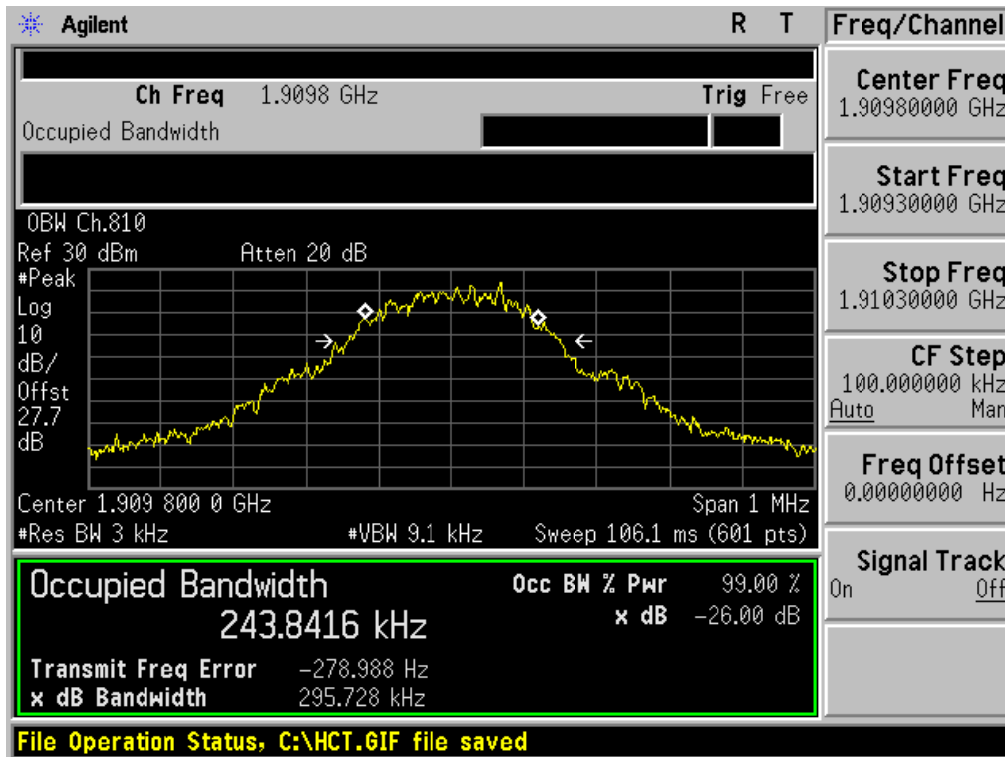 Agilent R T
Ch Freq 1.9098 GHz Trig Free
Occupied Bandwidth
OBW Ch.810
Ref 30 dBm Atten 20 dB
#Peak
Log
10
dB/
Offst
27.7
dB
Center 1.909 800 0 GHz Span 1 MHz
#Res BW 3 kHz #VBW 9.1 kHz Sweep 106.1 ms (601 pts)
Occupied Bandwidth Occ BW % Pwr 99.00 %
243.8416 kHz x dB -26.00 dB
Transmit Freq Error -278.988 Hz
x dB Bandwidth 295.728 kHz
File Operation Status, C:\HCT.GIF file saved
Freq/Channel
Center Freq
1.90980000 GHz
Start Freq
1.90930000 GHz
Stop Freq
1.91030000 GHz
CF Step
100.000000 kHz
Auto Man
Freq Offset
0.00000000 Hz
Signal Track
On Off